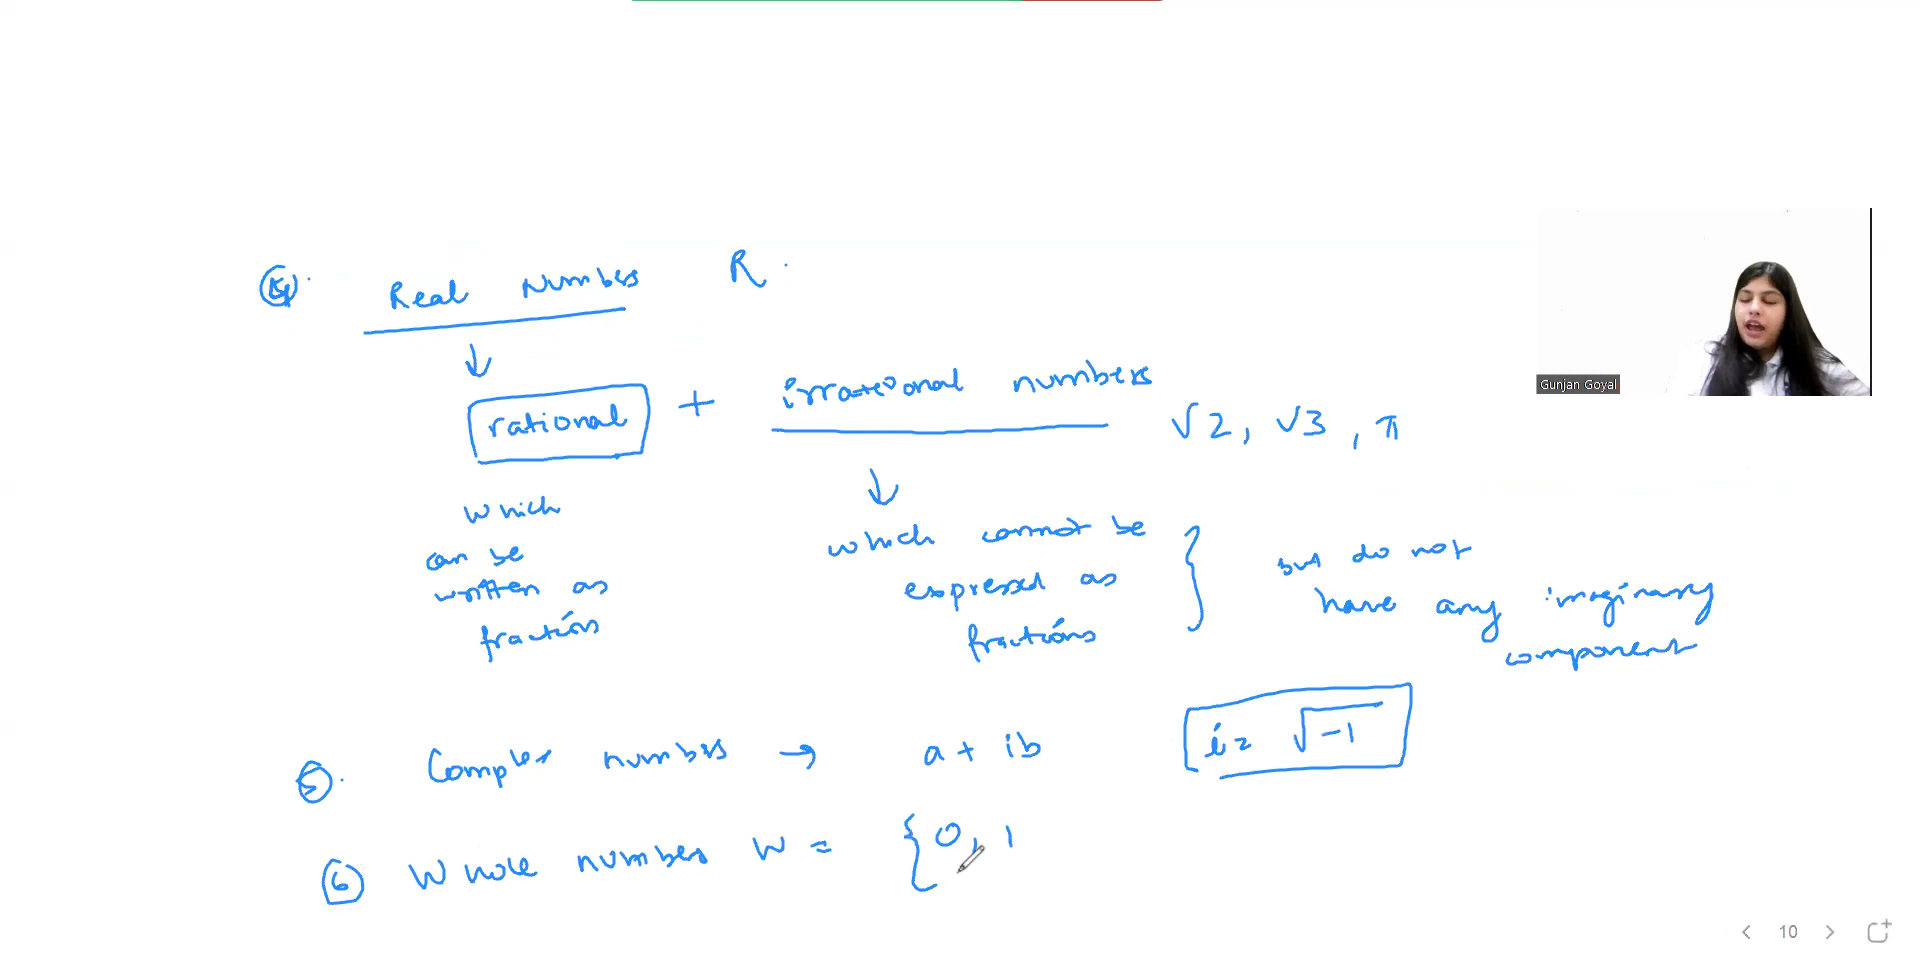 ④. Real Numbers R.
rational + irrational numbers √2, √3, π
which
can be
written as
fractions
which cannot be
expressed as
fractions
but do not
have any imaginary
component
5. Complex numbers → a + ib i = √-1
6 Whole numbers W = { 0, 1
Gunjan Goyal
10